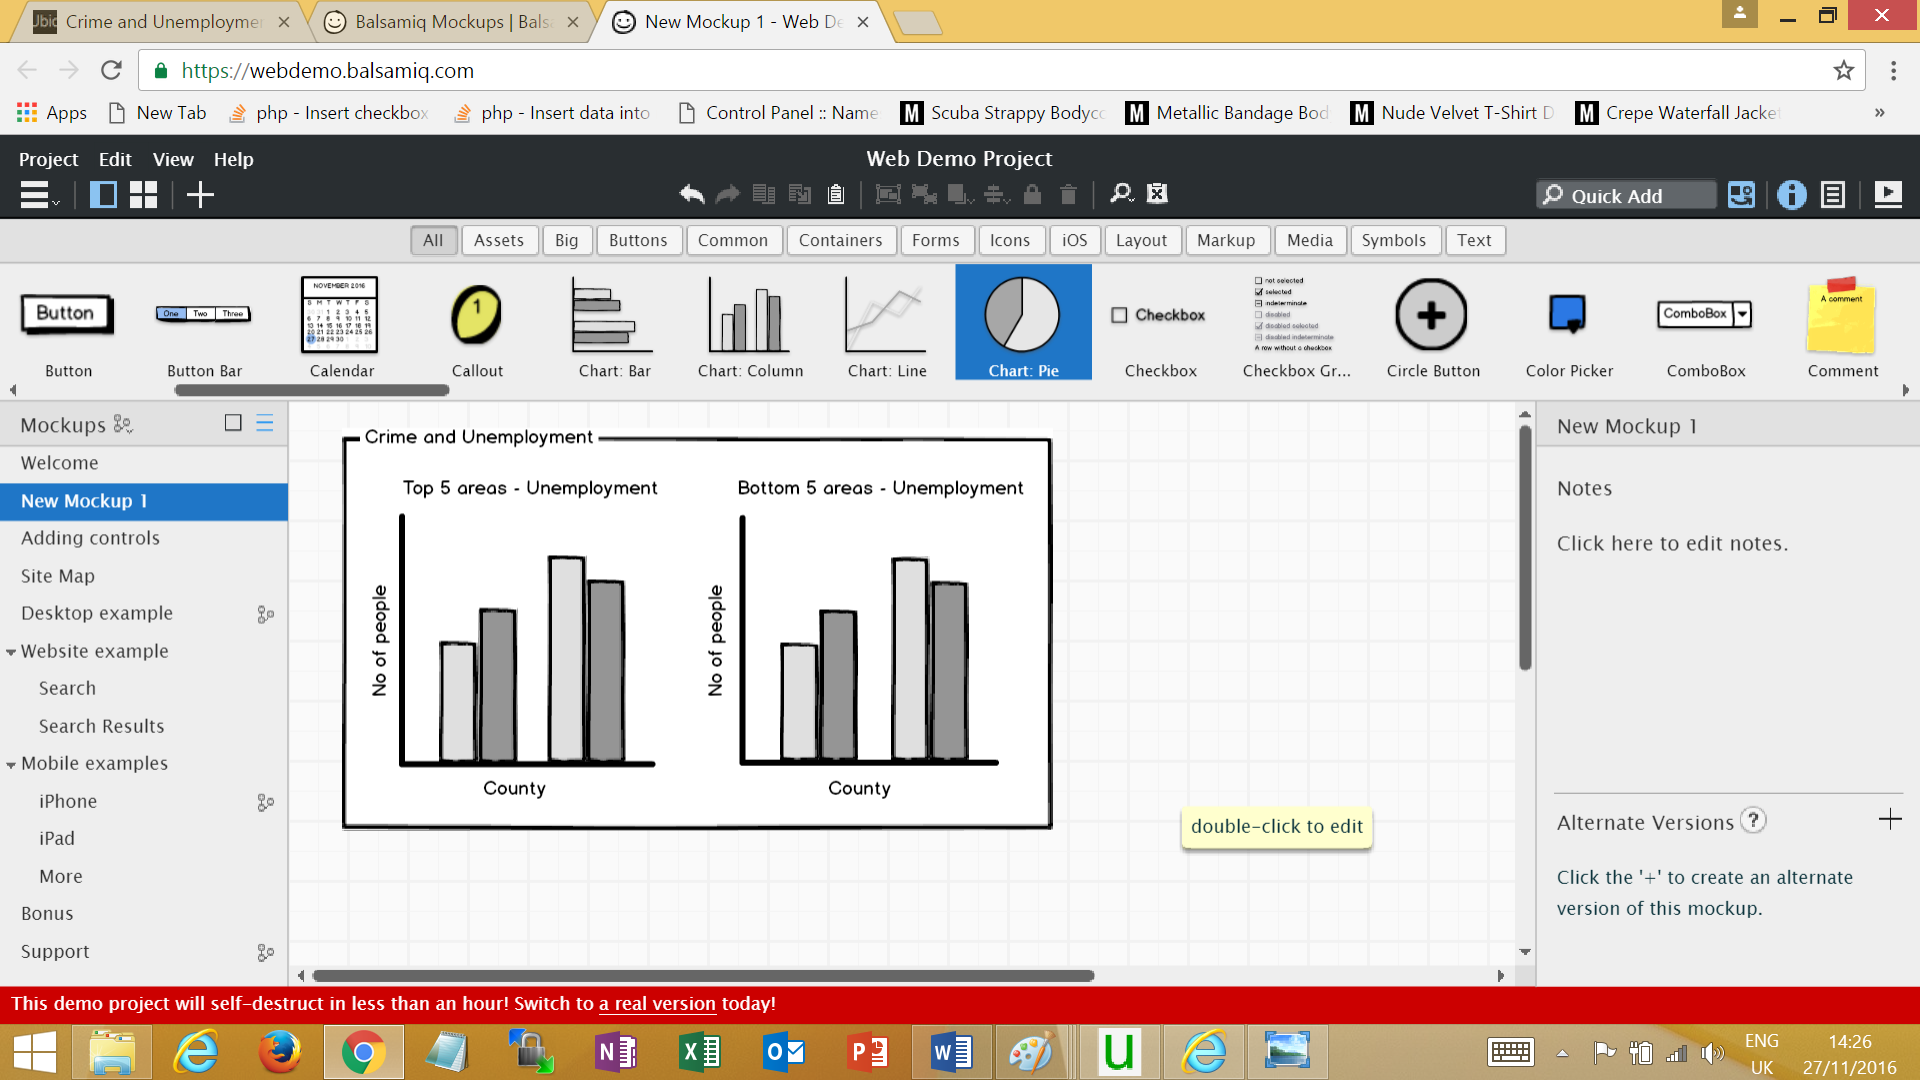 Crime and Unemployme
Balsamiq Mockups | Bals
New Mockup 1 - Web De
https://webdemo.balsamiq.com
Apps
New Tab
php - Insert checkbox
php - Insert data into
Control Panel :: Name
Scuba Strappy Bodyco
Metallic Bandage Bod
Nude Velvet T-Shirt D
Crepe Waterfall Jacket
»
Project Edit View Help
Web Demo Project
Quick Add
All Assets Big Buttons Common Containers Forms Icons iOS Layout Markup Media Symbols Text
Button
One Two Three
NOVEMBER 2016
1
Checkbox
not selected
selected
indeterminate
disabled
disabled selected
disabled indeterminate
A row without a checkbox
ComboBox
A comment
Button
Button Bar
Calendar
Callout
Chart: Bar
Chart: Column
Chart: Line
Chart: Pie
Checkbox
Checkbox Gr...
Circle Button
Color Picker
ComboBox
Comment
Mockups
Welcome
New Mockup 1
Adding controls
Site Map
Desktop example
Website example
Search
Search Results
Mobile examples
iPhone
iPad
More
Bonus
Support
Crime and Unemployment
Top 5 areas - Unemployment
No of people
County
Bottom 5 areas - Unemployment
No of people
County
double-click to edit
New Mockup 1
Notes
Click here to edit notes.
Alternate Versions ?
Click the '+' to create an alternate
version of this mockup.
This demo project will self-destruct in less than an hour! Switch to a real version today!
ENG
UK
14:26
27/11/2016